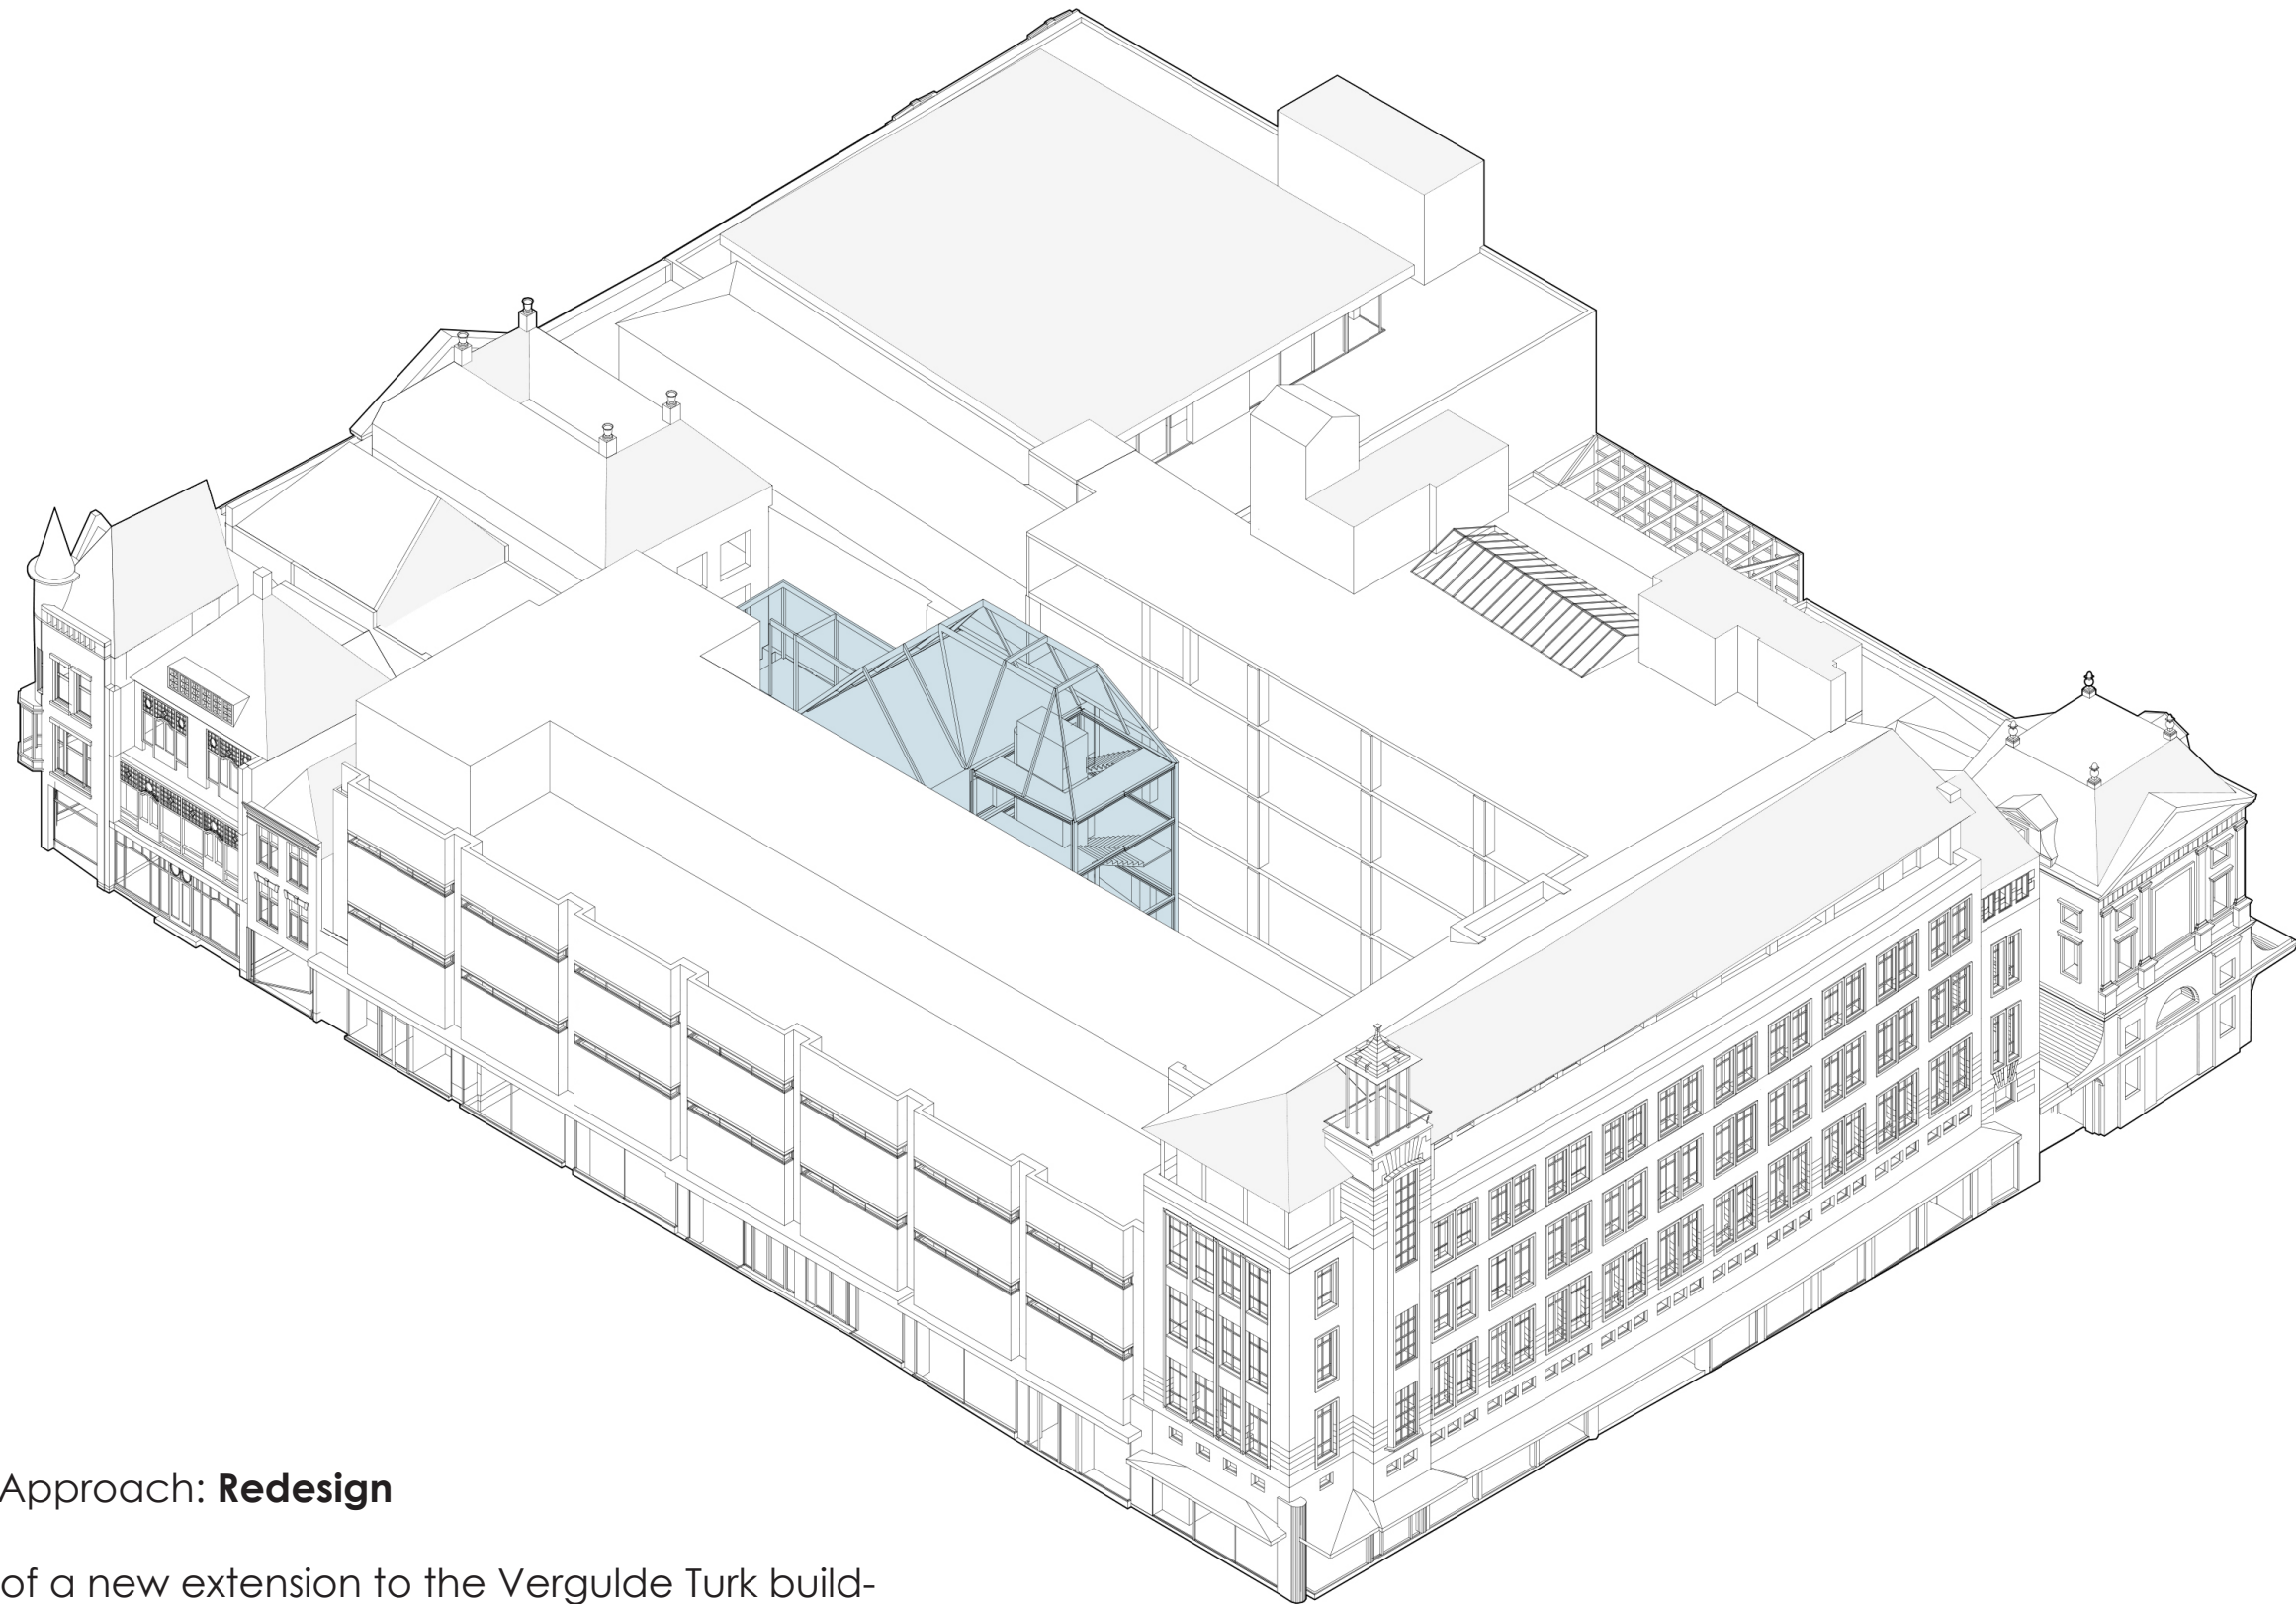 Approach: Redesign
of a new extension to the Vergulde Turk build-